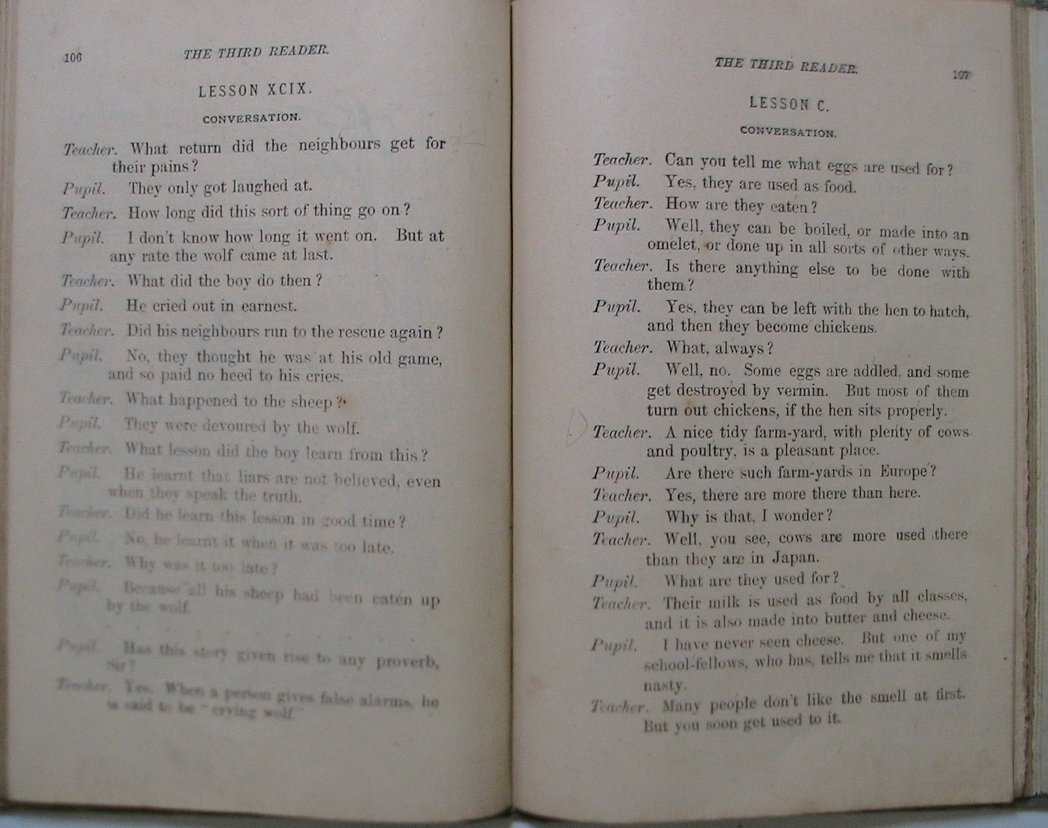 106
THE THIRD READER.
LESSON XCIX.
CONVERSATION.
Teacher. What return did the neighbours get for
their pains?
Pupil. They only got laughed at.
Teacher. How long did this sort of thing go on?
Pupil. I don't know how long it went on. But at
any rate the wolf came at last.
Teacher. What did the boy do then?
Pupil. He cried out in earnest.
Teacher. Did his neighbours run to the rescue again?
Pupil. No, they thought he was at his old game,
and so paid no heed to his cries.
Teacher. What happened to the sheep?
Pupil. They were devoured by the wolf.
Teacher. What lesson did the boy learn from this?
Pupil. He learnt that liars are not believed, even
when they speak the truth.
Teacher. Did he learn this lesson in good time?
Pupil. No, he learnt it when it was too late.
Teacher. Why was it too late?
Pupil. Because all his sheep had been eaten up
by the wolf.
Pupil. Has this story given rise to any proverb,
Sir?
Teacher. Yes. When a person gives false alarms, he
is said to be "crying wolf."
THE THIRD READER.
107
LESSON C.
CONVERSATION.
Teacher. Can you tell me what eggs are used for?
Pupil. Yes, they are used as food.
Teacher. How are they eaten?
Pupil. Well, they can be boiled, or made into an
omelet, or done up in all sorts of other ways.
Teacher. Is there anything else to be done with
them?
Pupil. Yes, they can be left with the hen to hatch,
and then they become chickens.
Teacher. What, always?
Pupil. Well, no. Some eggs are addled, and some
get destroyed by vermin. But most of them
turn out chickens, if the hen sits properly.
Teacher. A nice tidy farm-yard, with plenty of cows
and poultry, is a pleasant place.
Pupil. Are there such farm-yards in Europe?
Teacher. Yes, there are more there than here.
Pupil. Why is that, I wonder?
Teacher. Well, you see, cows are more used there
than they are in Japan.
Pupil. What are they used for?
Teacher. Their milk is used as food by all classes,
and it is also made into butter and cheese.
Pupil. I have never seen cheese. But one of my
school-fellows, who has, tells me that it smells
nasty.
Teacher. Many people don't like the smell at first.
But you soon get used to it.